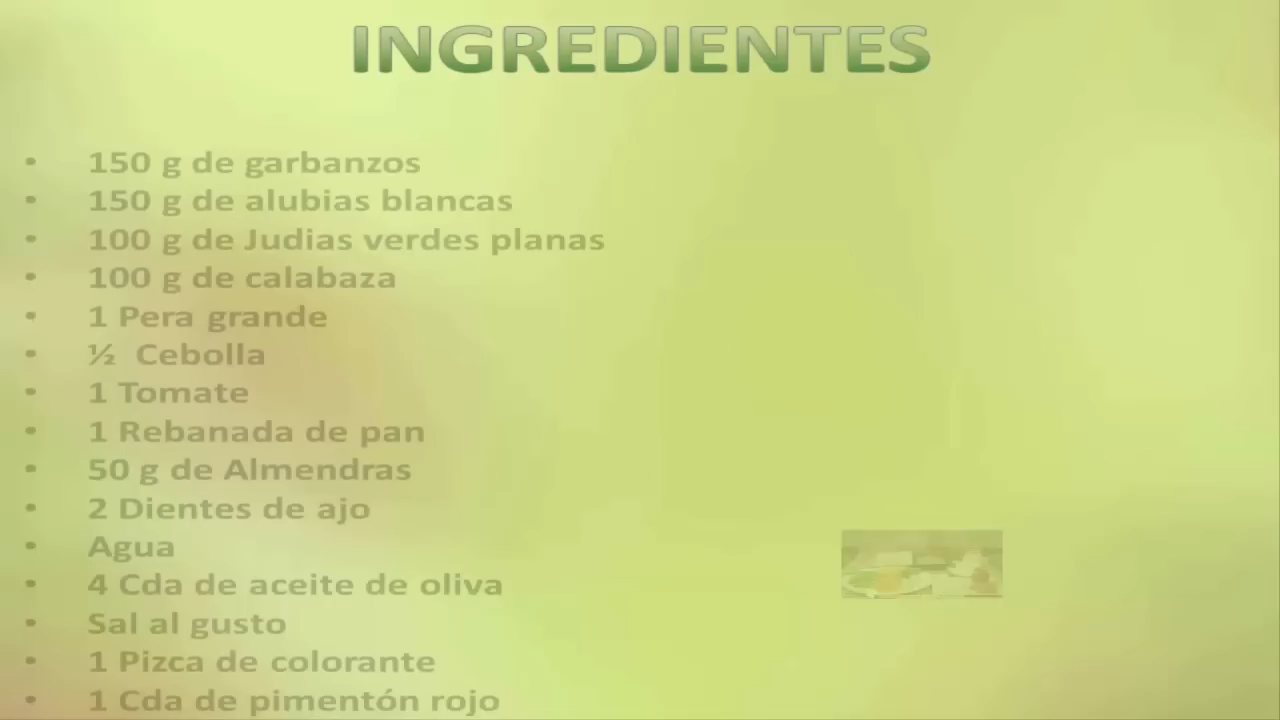 INGREDIENTES
• 150 g de garbanzos
• 150 g de alubias blancas
• 100 g de Judias verdes planas
• 100 g de calabaza
• 1 Pera grande
• ½ Cebolla
• 1 Tomate
• 1 Rebanada de pan
• 50 g de Almendras
• 2 Dientes de ajo
• Agua
• 4 Cda de aceite de oliva
• Sal al gusto
• 1 Pizca de colorante
• 1 Cda de pimentón rojo